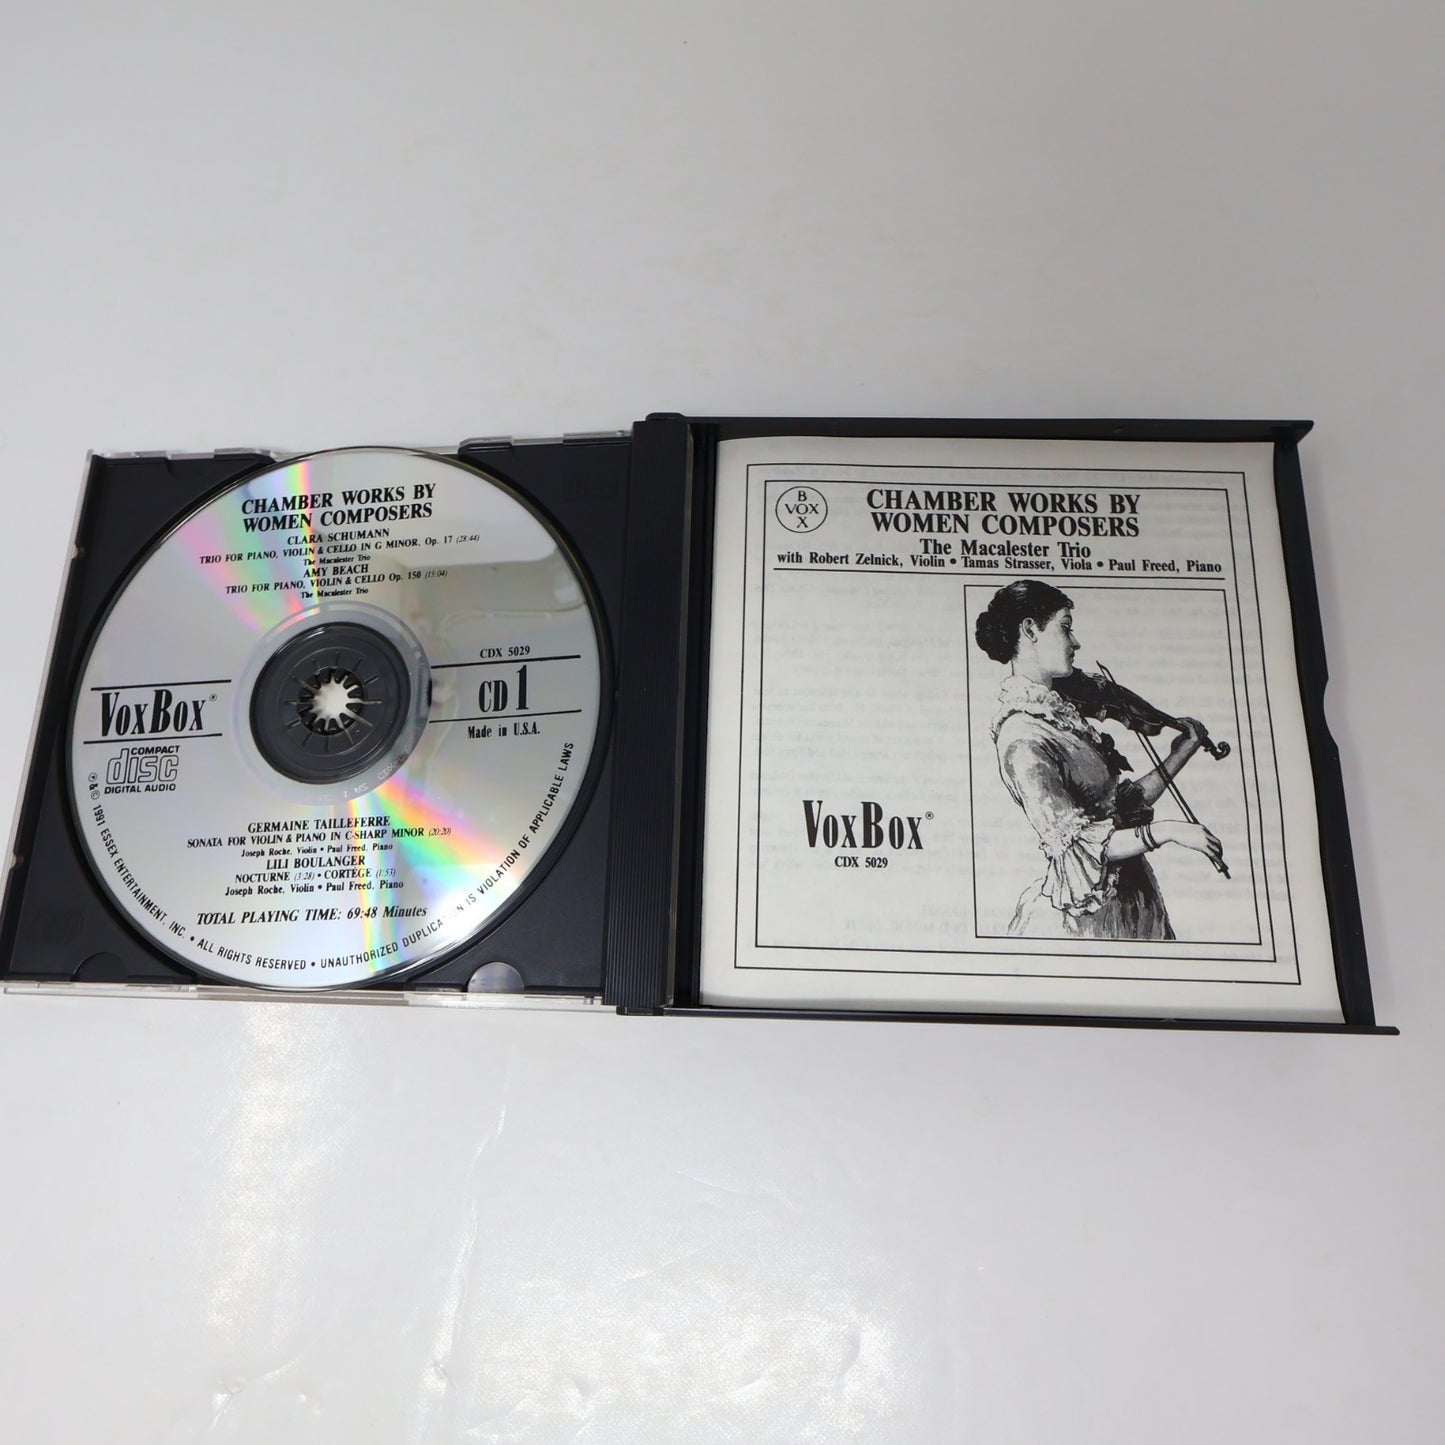 CHAMBER WORKS BY
WOMEN COMPOSERS
CLARA SCHUMANN
TRIO FOR PIANO, VIOLIN & CELLO IN G MINOR, Op. 17 (28:44)
The Macalester Trio
AMY BEACH
TRIO FOR PIANO, VIOLIN & CELLO Op. 150 (15:04)
The Macalester Trio
VOXBOX®
COMPACT
disc
DIGITAL AUDIO
CDX 5029
CD 1
Made in U.S.A.
GERMAINE TAILLEFERRE
SONATA FOR VIOLIN & PIANO IN C-SHARP MINOR (20:20)
Joseph Roche, Violin • Paul Freed, Piano
LILI BOULANGER
NOCTURNE (3:28) • CORTÈGE (1:53)
Joseph Roche, Violin • Paul Freed, Piano
TOTAL PLAYING TIME: 69:48 Minutes
℗ & © 1991 ESSEX ENTERTAINMENT, INC. • ALL RIGHTS RESERVED • UNAUTHORIZED DUPLICATION IS VIOLATION OF APPLICABLE LAWS
B
VOX
X
CHAMBER WORKS BY
WOMEN COMPOSERS
The Macalester Trio
with Robert Zelnick, Violin • Tamas Strasser, Viola • Paul Freed, Piano
VOXBOX®
CDX 5029